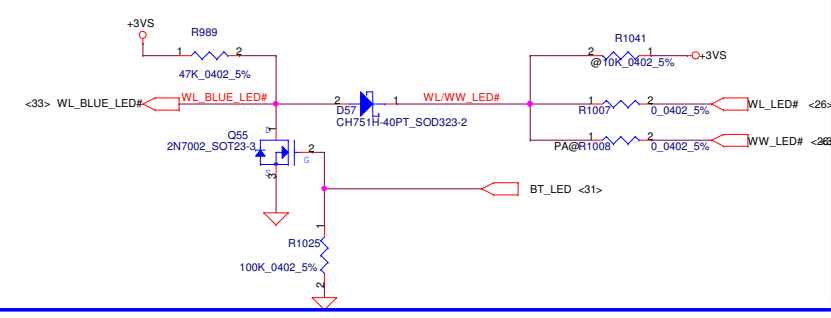 +3VS
R989
1 2
47K_0402_5%
R1041
2 1
@10K_0402_5%
+3VS
<33> WL_BLUE_LED#
WL_BLUE_LED#
2 1
D57
CH751H-40PT_SOD323-2
WL/WW_LED#
1 2
R1007
0_0402_5%
WL_LED# <26>
Q55
2N7002_SOT23-3
D
1
G
2
S
3
1 2
PA@R1008
0_0402_5%
WW_LED#
BT_LED <31>
1
R1025
100K_0402_5%
2